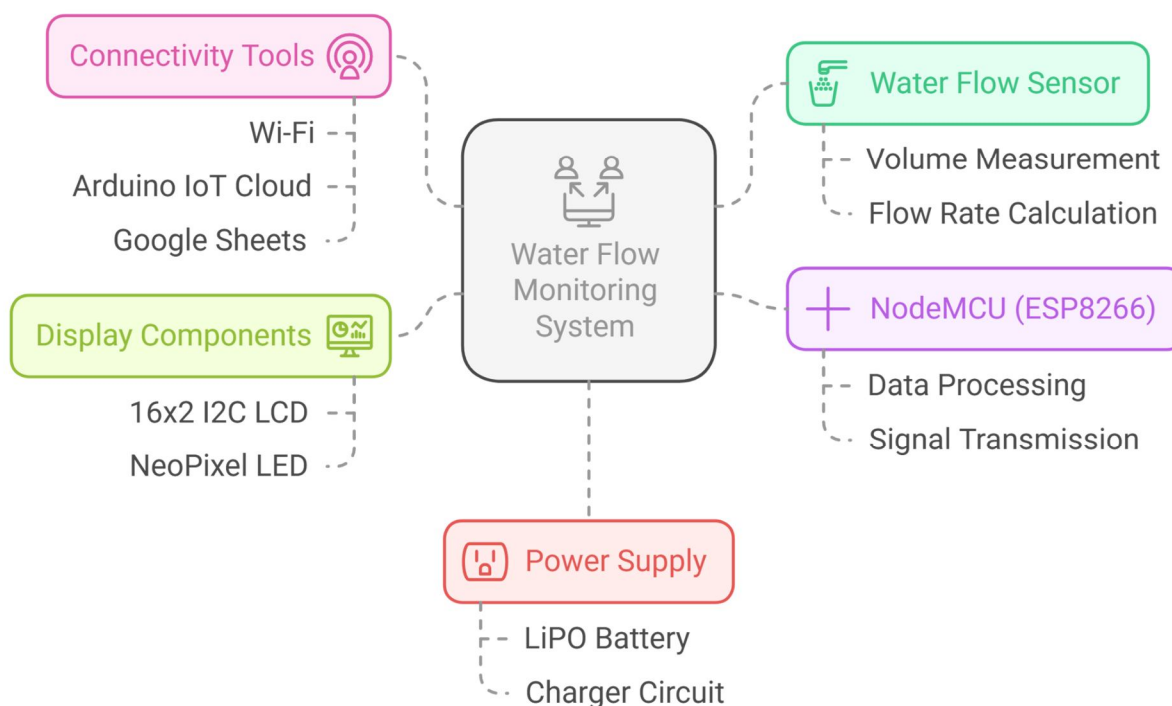 Connectivity Tools
Wi-Fi
Arduino IoT Cloud
Google Sheets
Display Components
16x2 I2C LCD
NeoPixel LED
Water Flow
Monitoring
System
Water Flow Sensor
Volume Measurement
Flow Rate Calculation
NodeMCU (ESP8266)
Data Processing
Signal Transmission
Power Supply
LiPO Battery
Charger Circuit